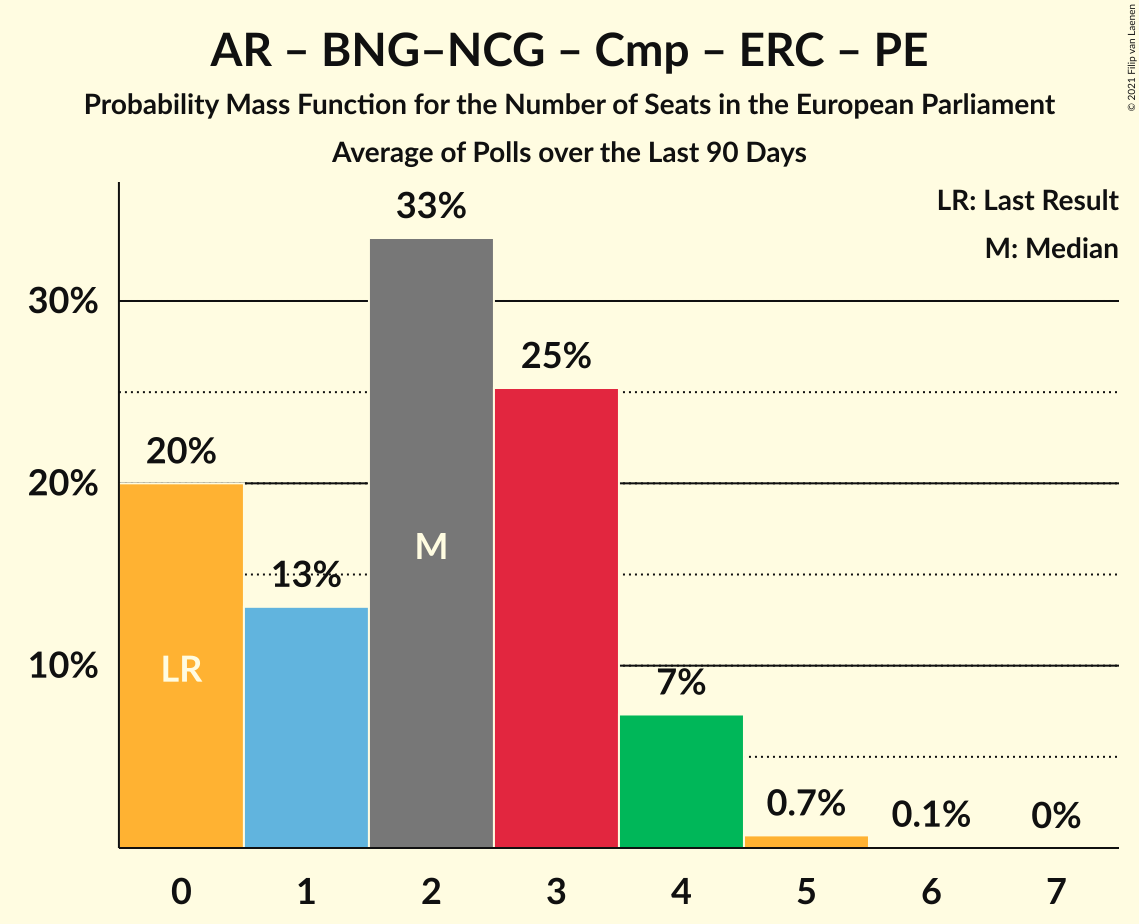 AR – BNG–NCG – Cmp – ERC – PE
Probability Mass Function for the Number of Seats in the European Parliament
Average of Polls over the Last 90 Days
© 2021 Filip van Laenen
LR: Last Result
M: Median
33%
30%
25%
20%
20%
M
13%
LR
10%
7%
0.7%
0.1%
0%
0 1 2 3 4 5 6 7